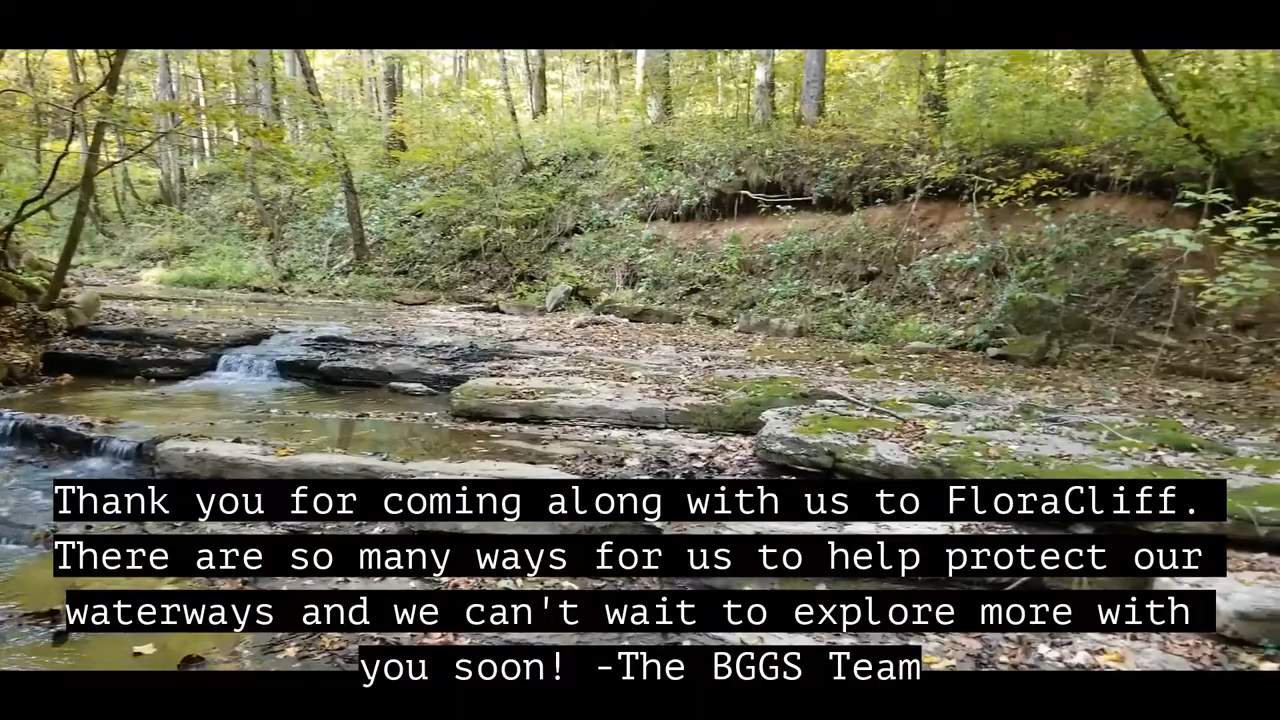 Thank you for coming along with us to FloraCliff.
There are so many ways for us to help protect our
waterways and we can't wait to explore more with
you soon! -The BGGS Team